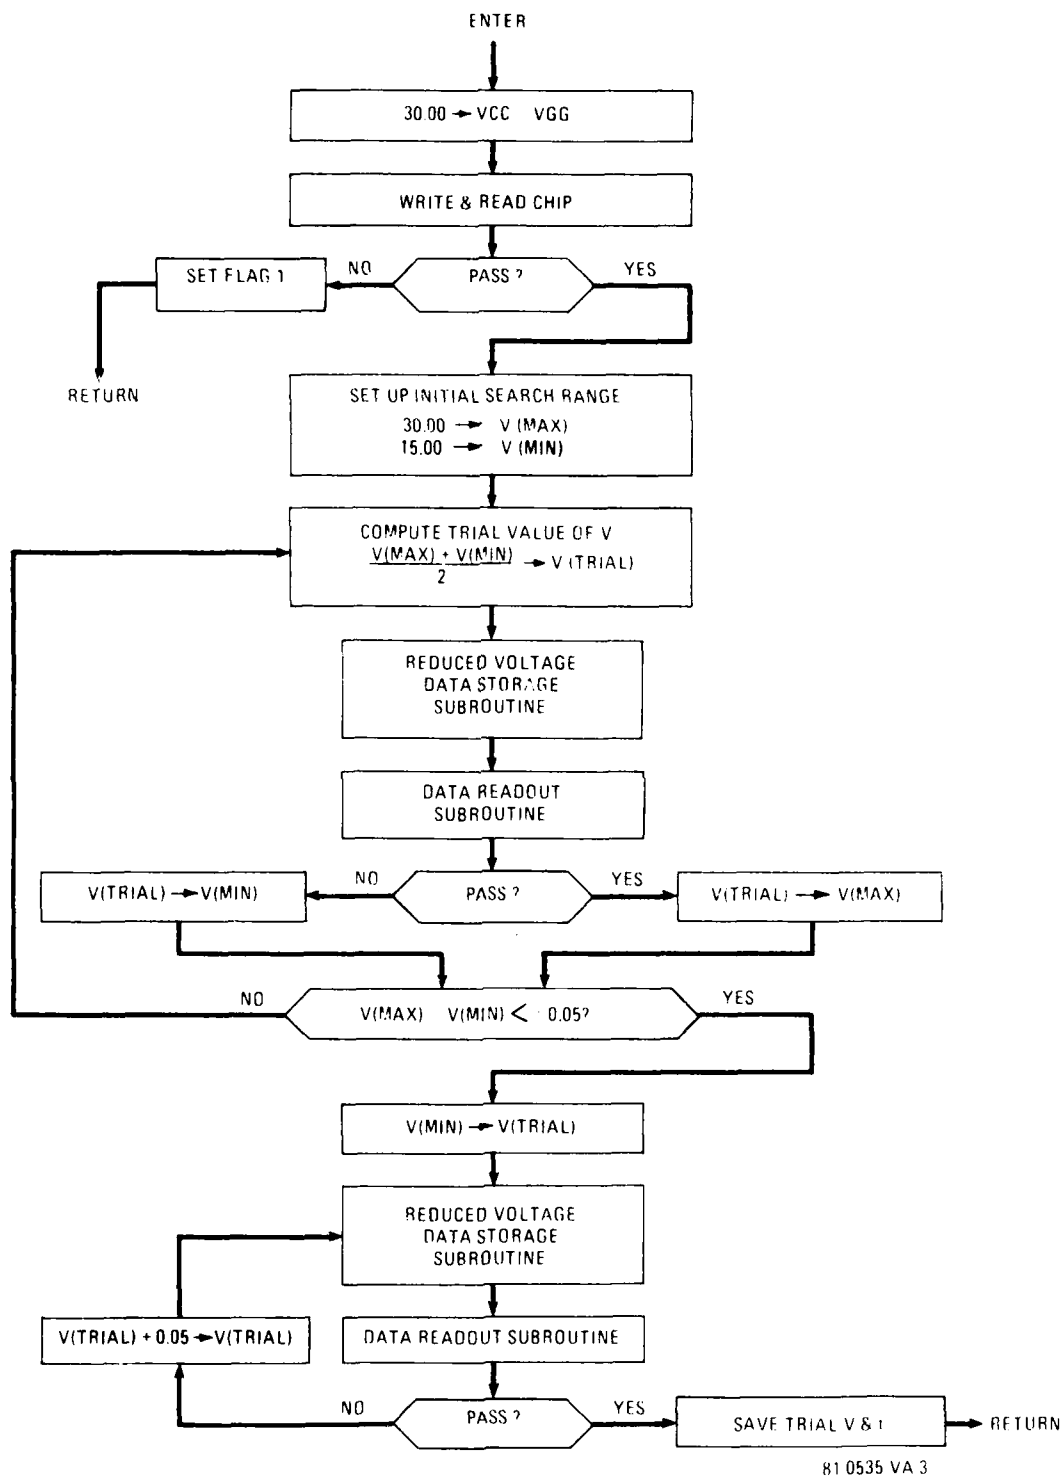 ENTER
30.00 → VCC VGG
WRITE & READ CHIP
PASS ?
NO
YES
SET FLAG 1
RETURN
SET UP INITIAL SEARCH RANGE
30.00 → V (MAX)
15.00 → V (MIN)
COMPUTE TRIAL VALUE OF V
V(MAX) + V(MIN)
2
→ V (TRIAL)
REDUCED VOLTAGE
DATA STORAGE
SUBROUTINE
DATA READOUT
SUBROUTINE
PASS ?
NO
YES
V(TRIAL) → V(MIN)
V(TRIAL) → V(MAX)
NO
V(MAX) V(MIN) < 0.05?
YES
V(MIN) → V(TRIAL)
REDUCED VOLTAGE
DATA STORAGE
SUBROUTINE
V(TRIAL) + 0.05 → V(TRIAL)
DATA READOUT SUBROUTINE
NO
PASS ?
YES
SAVE TRIAL V &
→ RETURN
81 0535 VA 3